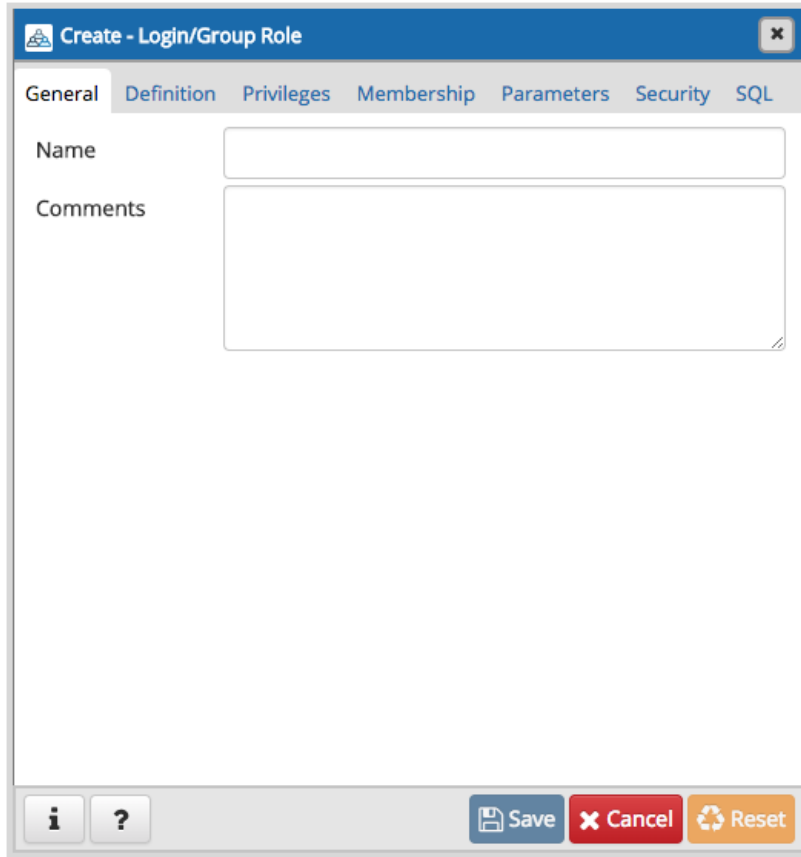 Create - Login/Group Role
General Definition Privileges Membership Parameters Security SQL
Name
Comments
i ? Save Cancel Reset